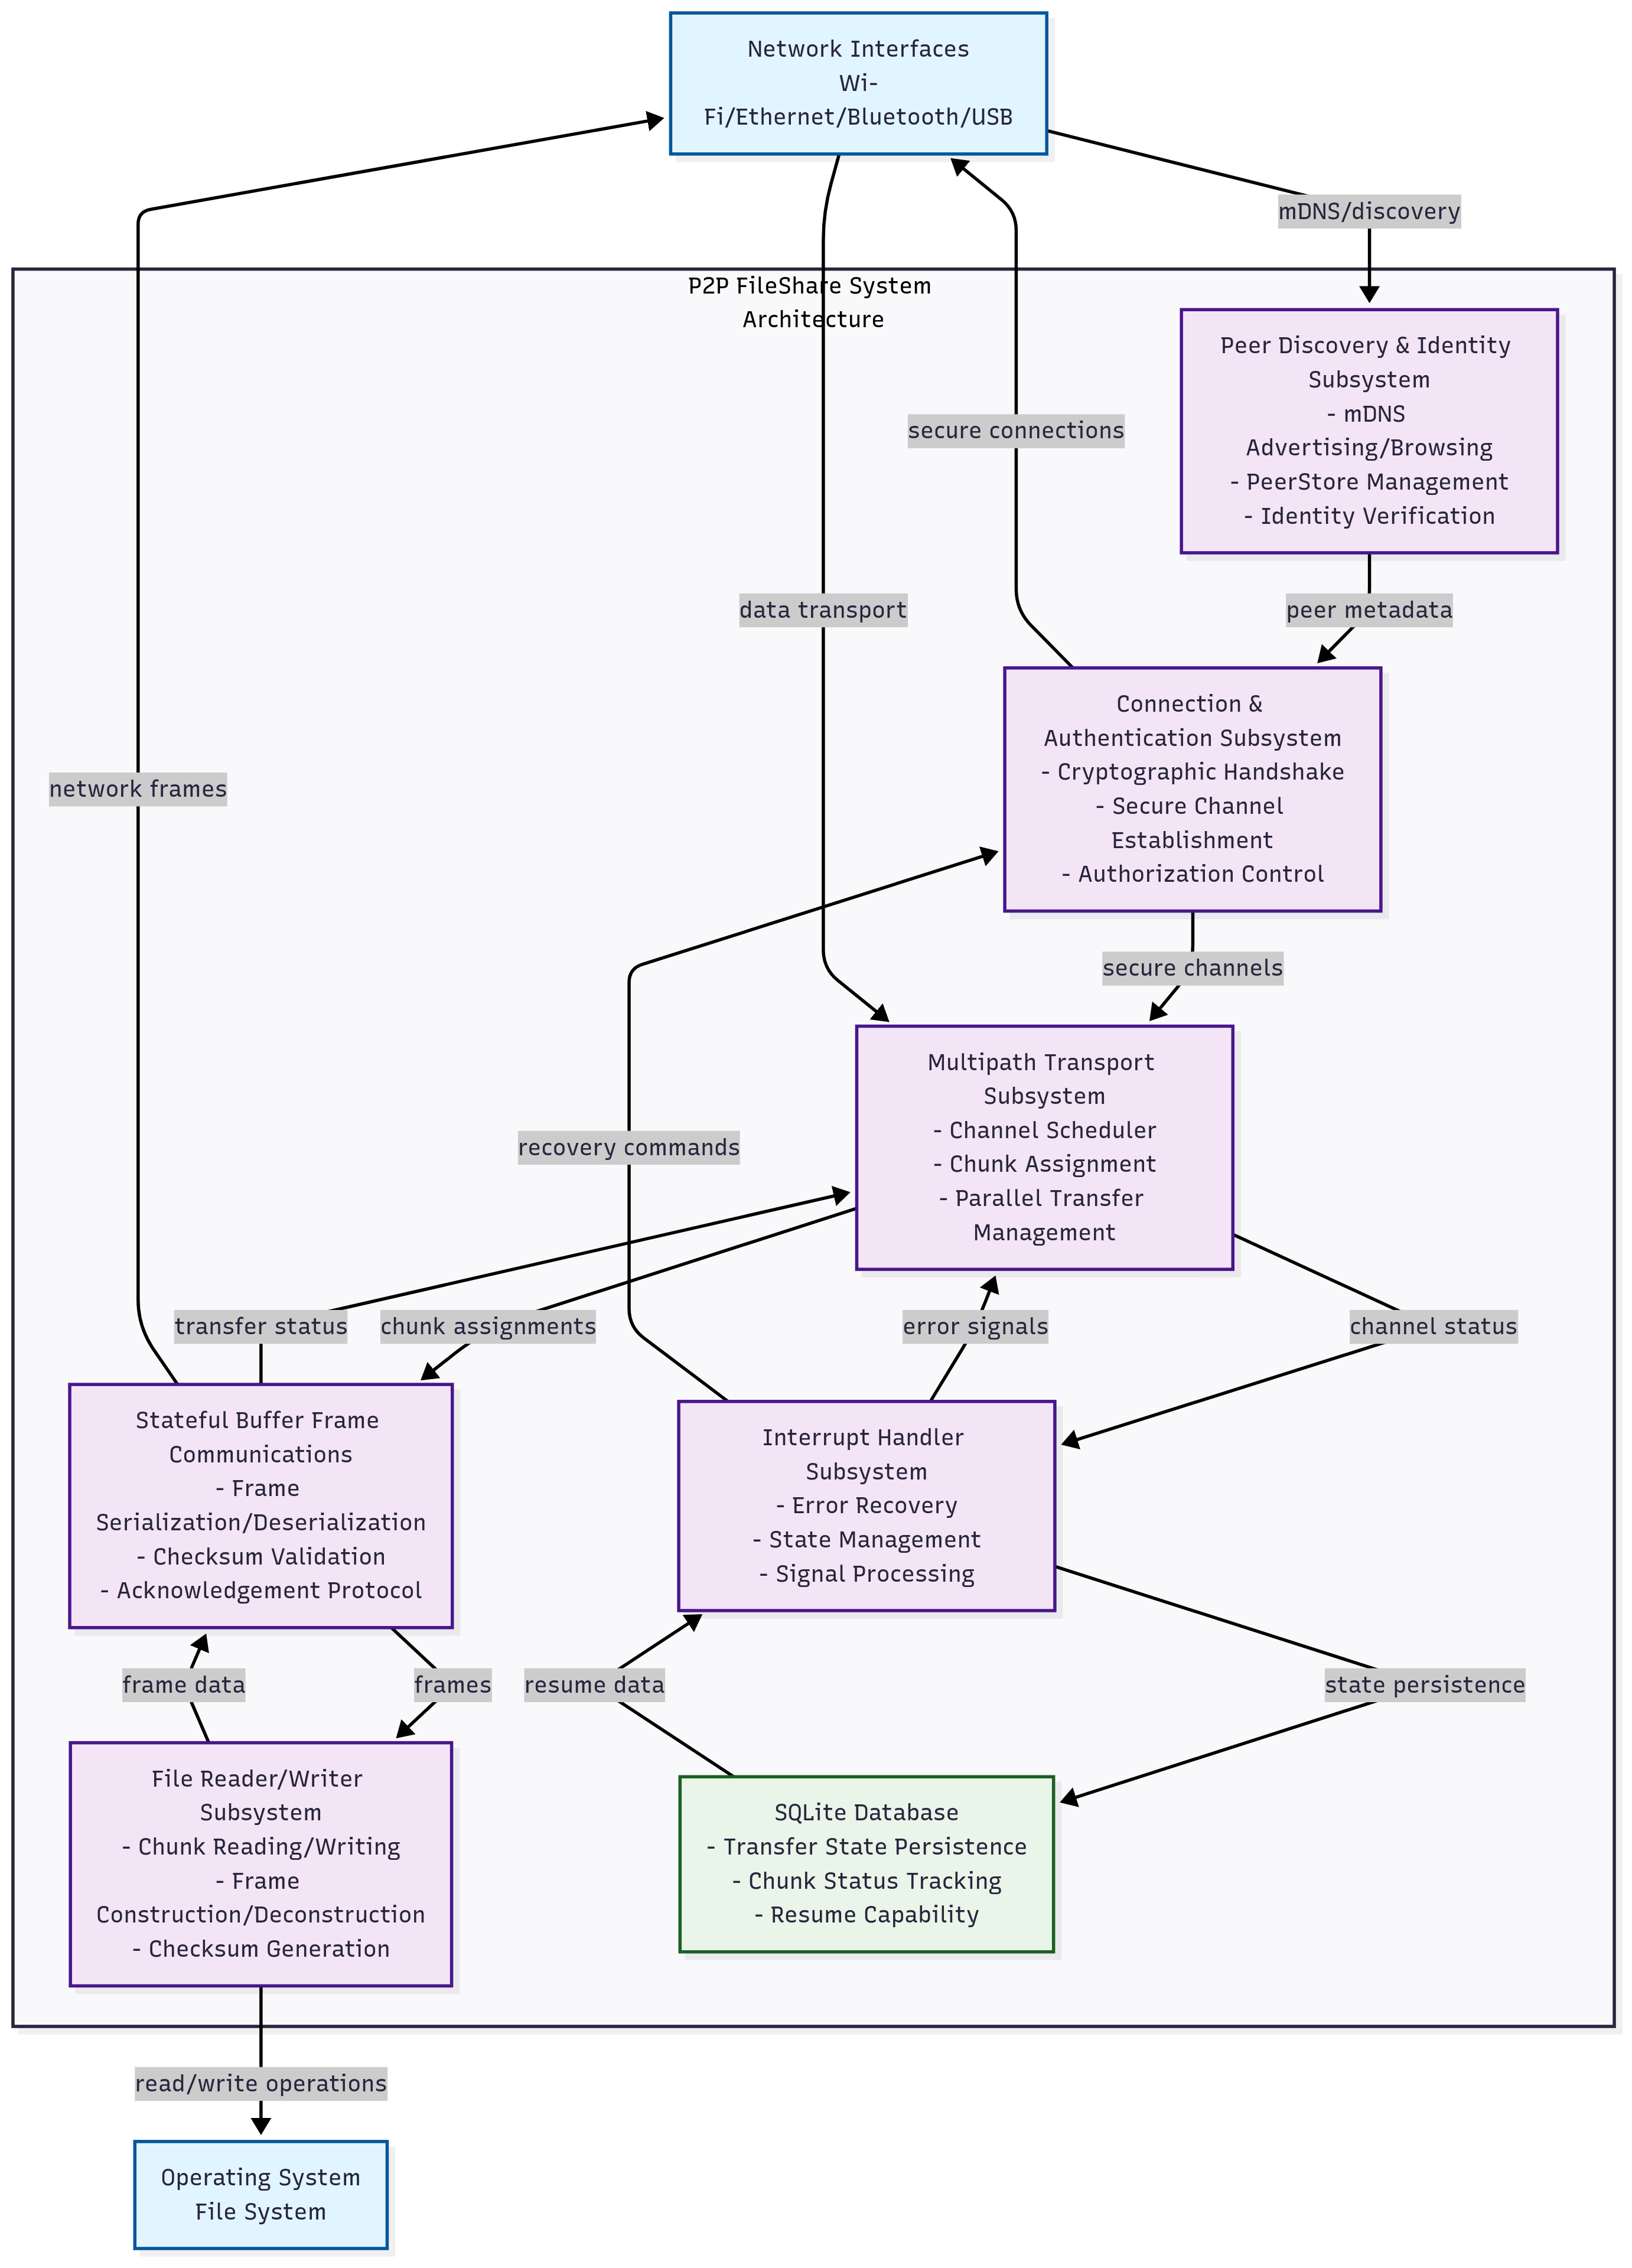 Network Interfaces
Wi-
Fi/Ethernet/Bluetooth/USB
mDNS/discovery
P2P FileShare System
Architecture
Peer Discovery & Identity
Subsystem
- mDNS
Advertising/Browsing
- PeerStore Management
- Identity Verification
secure connections
data transport
peer metadata
Connection &
Authentication Subsystem
- Cryptographic Handshake
- Secure Channel
Establishment
- Authorization Control
network frames
secure channels
Multipath Transport
Subsystem
- Channel Scheduler
- Chunk Assignment
- Parallel Transfer
Management
recovery commands
transfer status
chunk assignments
error signals
channel status
Stateful Buffer Frame
Communications
- Frame
Serialization/Deserialization
- Checksum Validation
- Acknowledgement Protocol
Interrupt Handler
Subsystem
- Error Recovery
- State Management
- Signal Processing
frame data
frames
resume data
state persistence
File Reader/Writer
Subsystem
- Chunk Reading/Writing
- Frame
Construction/Deconstruction
- Checksum Generation
SQLite Database
- Transfer State Persistence
- Chunk Status Tracking
- Resume Capability
read/write operations
Operating System
File System